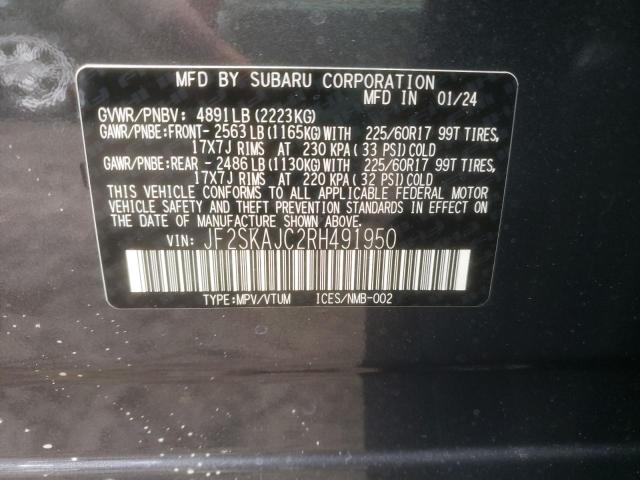 MFD BY SUBARU CORPORATION
MFD IN 01/24
GVWR/PNBV: 4891LB (2223KG)
GAWR/PNBE:FRONT- 2563LB (1165KG) WITH 225/60R17 99T TIRES,
17X7J RIMS AT 230 KPA (33 PSI) COLD
GAWR/PNBE:REAR - 2486LB (1130KG) WITH 225/60R17 99T TIRES,
17X7J RIMS AT 220 KPA (32 PSI) COLD
THIS VEHICLE CONFORMS TO ALL APPLICABLE FEDERAL MOTOR
VEHICLE SAFETY AND THEFT PREVENTION STANDARDS IN EFFECT
ON THE DATE OF MANUFACTURE SHOWN ABOVE.
VIN: JF2SKAJC2RH491950
TYPE:MPV/VTUM ICES/NMB-002